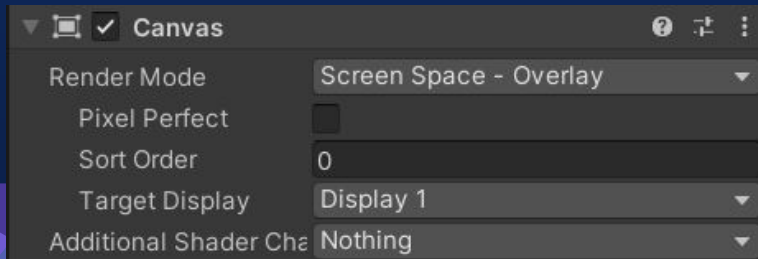 Canvas
Render Mode Screen Space - Overlay
Pixel Perfect
Sort Order 0
Target Display Display 1
Additional Shader Cha Nothing